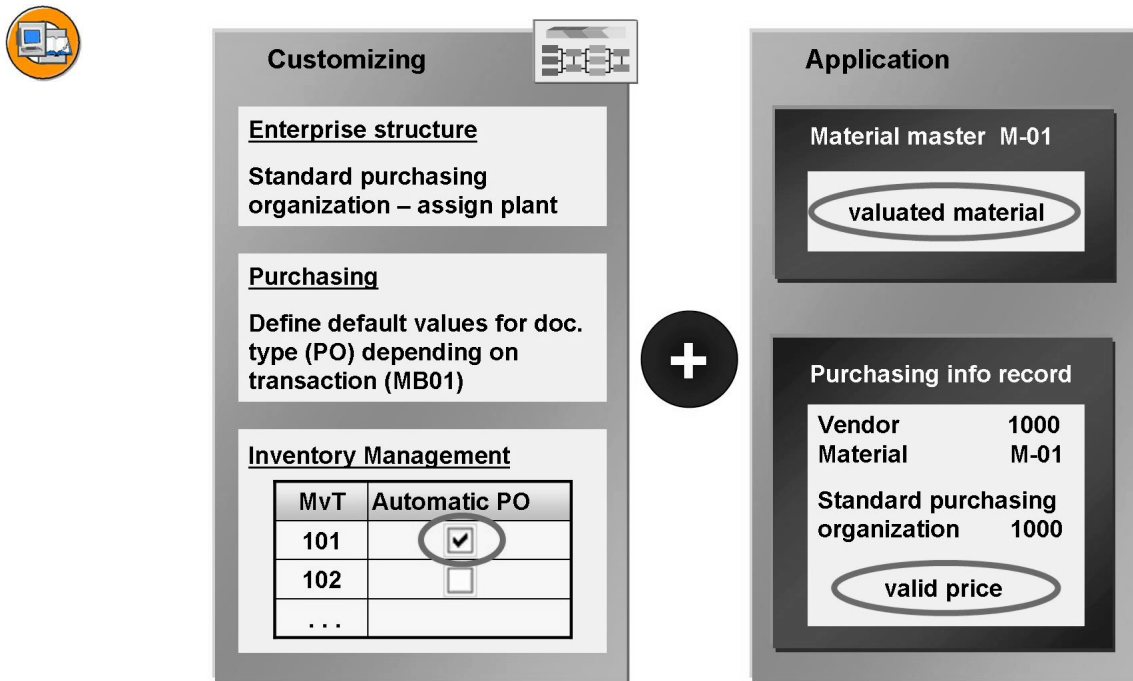 Customizing
Enterprise structure
Standard purchasing
organization – assign plant
Purchasing
Define default values for doc.
type (PO) depending on
transaction (MB01)
Inventory Management
MvT Automatic PO
101
102
. . .
+
Application
Material master M-01
valuated material
Purchasing info record
Vendor 1000
Material M-01
Standard purchasing
organization 1000
valid price